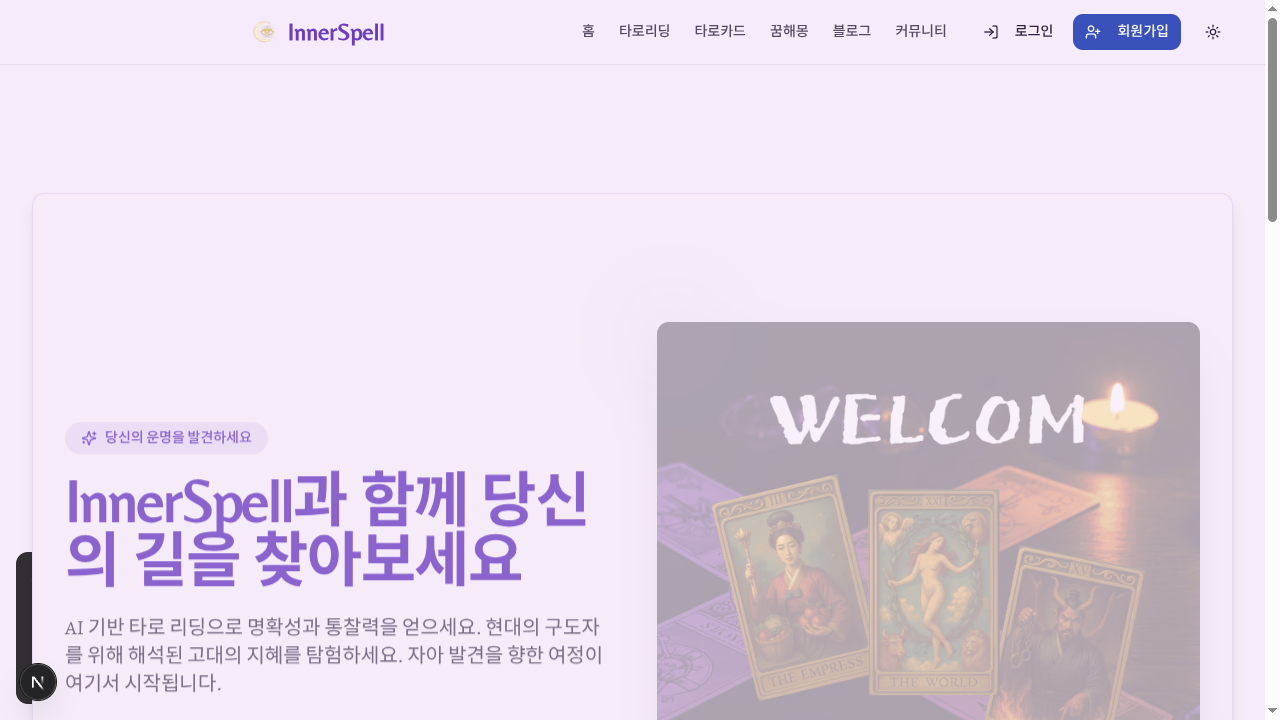 InnerSpell
홈 타로리딩 타로카드 꿈해몽 블로그 커뮤니티 로그인 회원가입
당신의 운명을 발견하세요
InnerSpell과 함께 당신
의 길을 찾아보세요
AI 기반 타로 리딩으로 명확성과 통찰력을 얻으세요. 현대의 구도자
를 위해 해석된 고대의 지혜를 탐험하세요. 자아 발견을 향한 여정이
여기서 시작됩니다.
N
WELCOM
III
XXI
XV
THE EMPRESS
THE WORLD